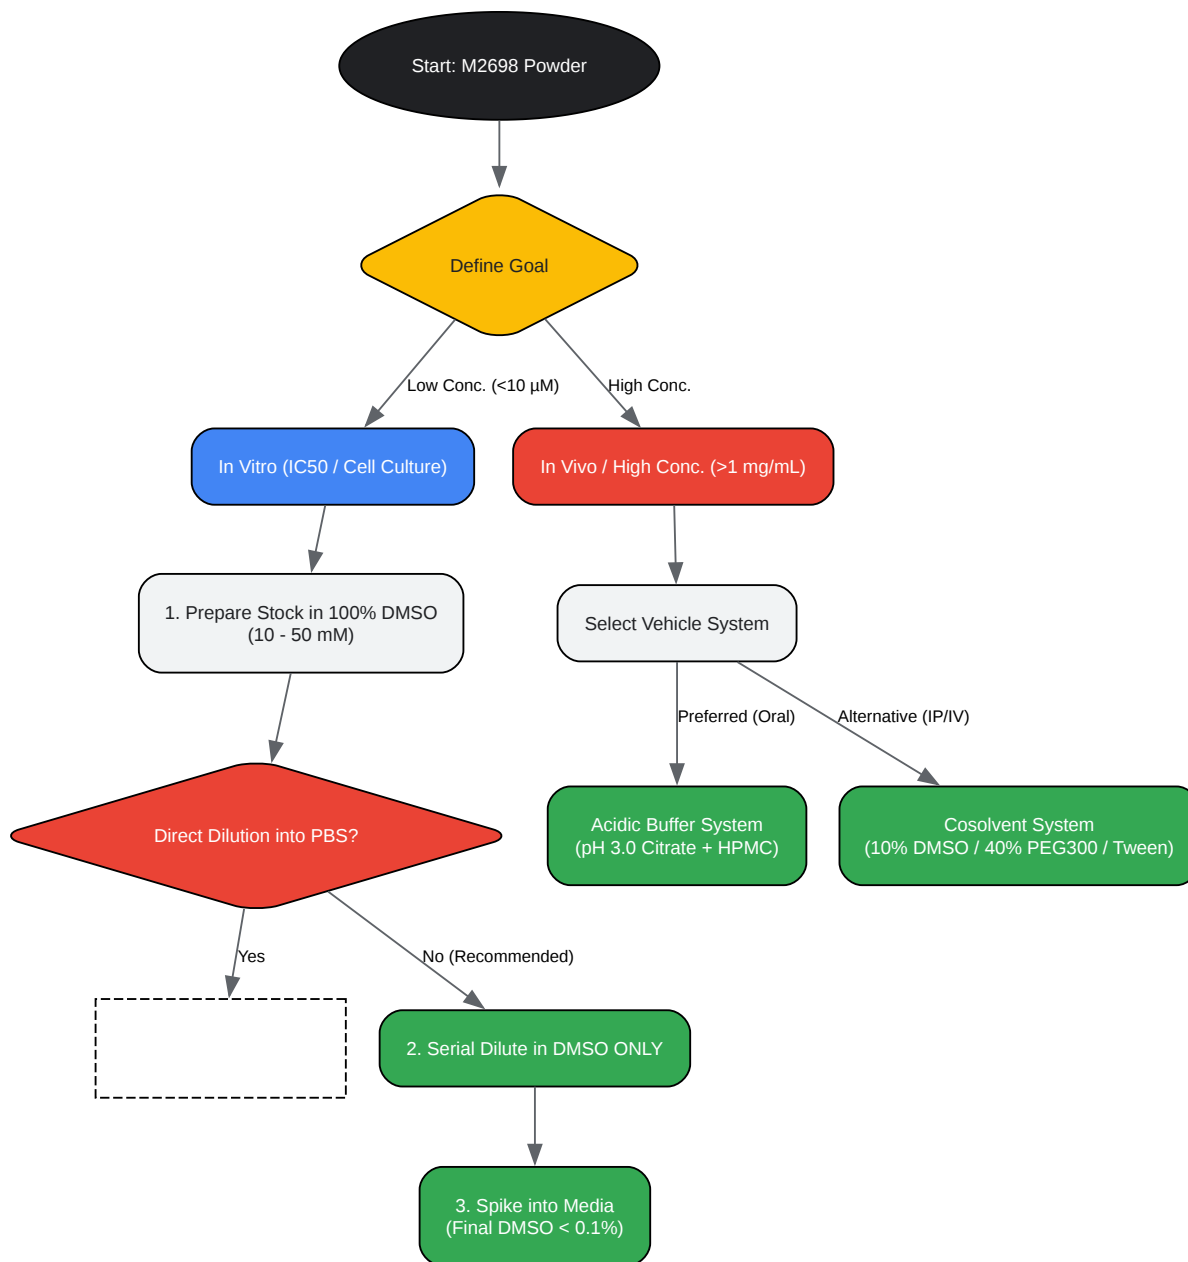 Start: M2698 Powder
Define Goal
Low Conc. (<10 µM)
High Conc.
In Vitro (IC50 / Cell Culture)
In Vivo / High Conc. (>1 mg/mL)
1. Prepare Stock in 100% DMSO
(10 - 50 mM)
Select Vehicle System
Preferred (Oral)
Alternative (IP/IV)
Direct Dilution into PBS?
Acidic Buffer System
(pH 3.0 Citrate + HPMC)
Cosolvent System
(10% DMSO / 40% PEG300 / Tween)
Yes
No (Recommended)
2. Serial Dilute in DMSO ONLY
3. Spike into Media
(Final DMSO < 0.1%)